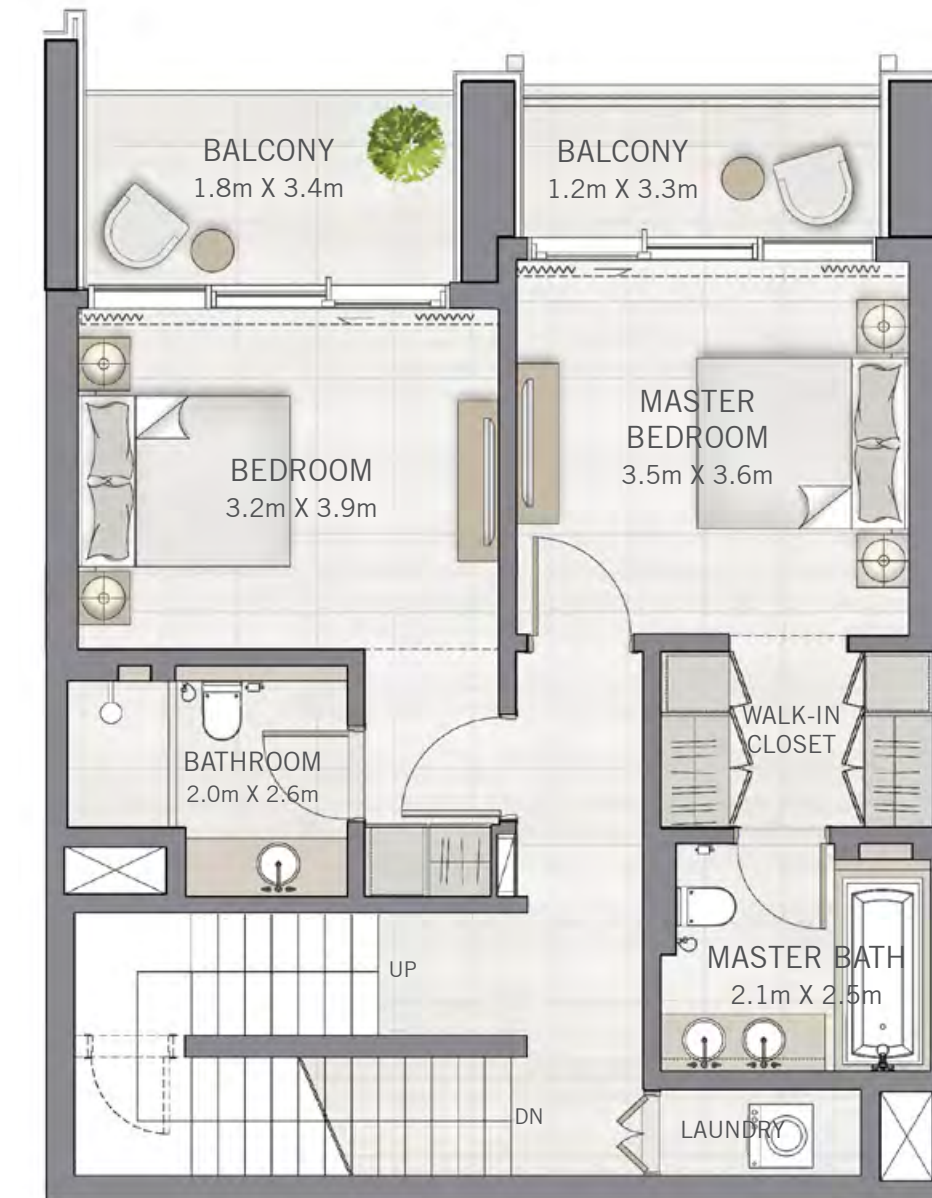 BALCONY
1.8m X 3.4m
BALCONY
1.2m X 3.3m
BEDROOM
3.2m X 3.9m
MASTER
BEDROOM
3.5m X 3.6m
BATHROOM
2.0m X 2.6m
WALK-IN
CLOSET
MASTER BATH
2.1m X 2.5m
UP
DN
LAUNDRY